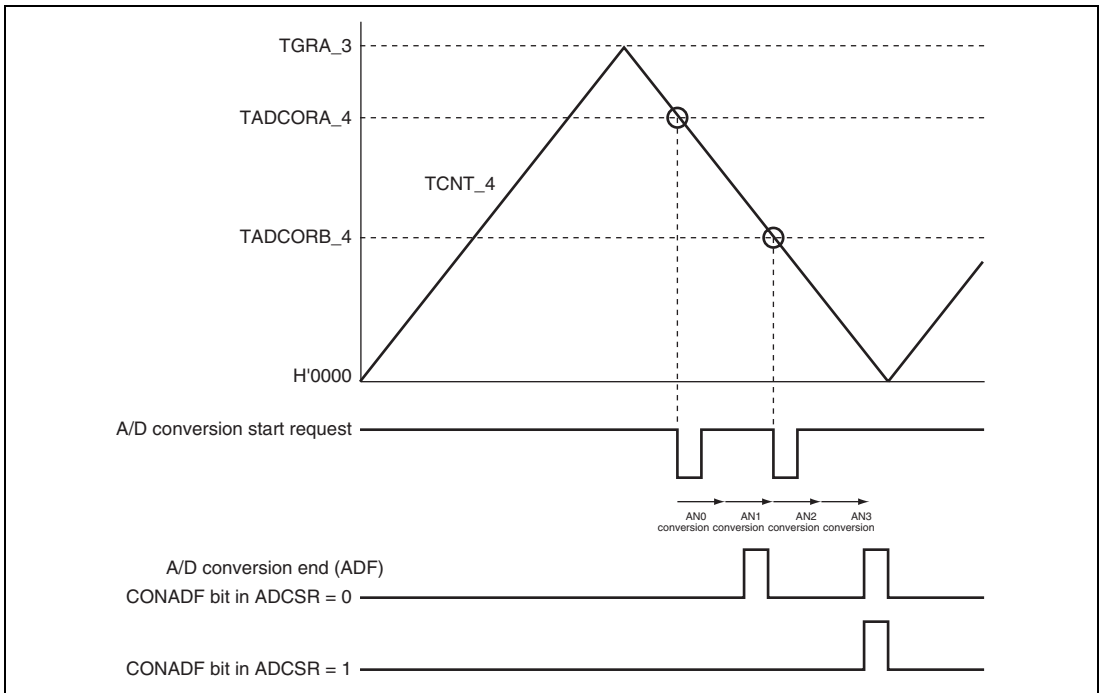 TGRA_3
TADCORA_4
TCNT_4
TADCORB_4
H'0000
A/D conversion start request
AN0 AN1 AN2 AN3
conversion conversion conversion conversion
A/D conversion end (ADF)
CONADF bit in ADCSR = 0
CONADF bit in ADCSR = 1